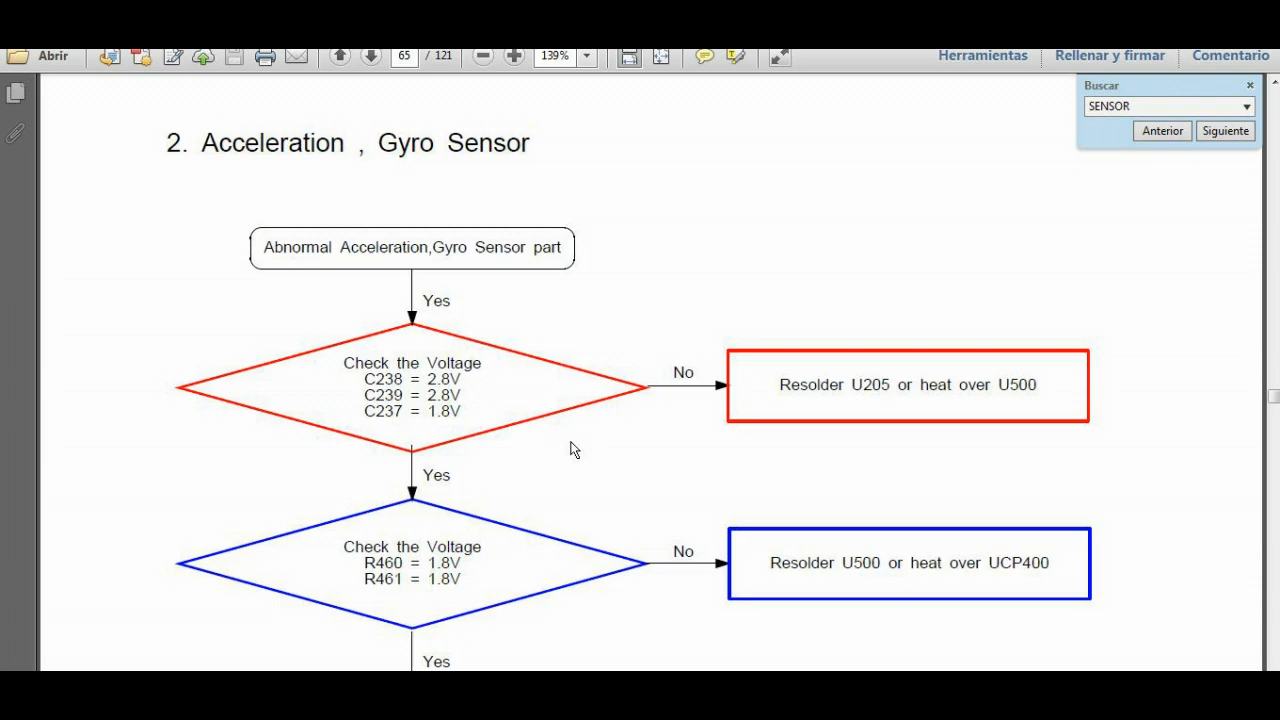 Abrir
65 / 121
139%
Herramientas
Rellenar y firmar
Comentario
Buscar
SENSOR
Anterior
Siguiente
2. Acceleration , Gyro Sensor
Abnormal Acceleration,Gyro Sensor part
Yes
Check the Voltage
C238 = 2.8V
C239 = 2.8V
C237 = 1.8V
No
Resolder U205 or heat over U500
Yes
Check the Voltage
R460 = 1.8V
R461 = 1.8V
No
Resolder U500 or heat over UCP400
Yes